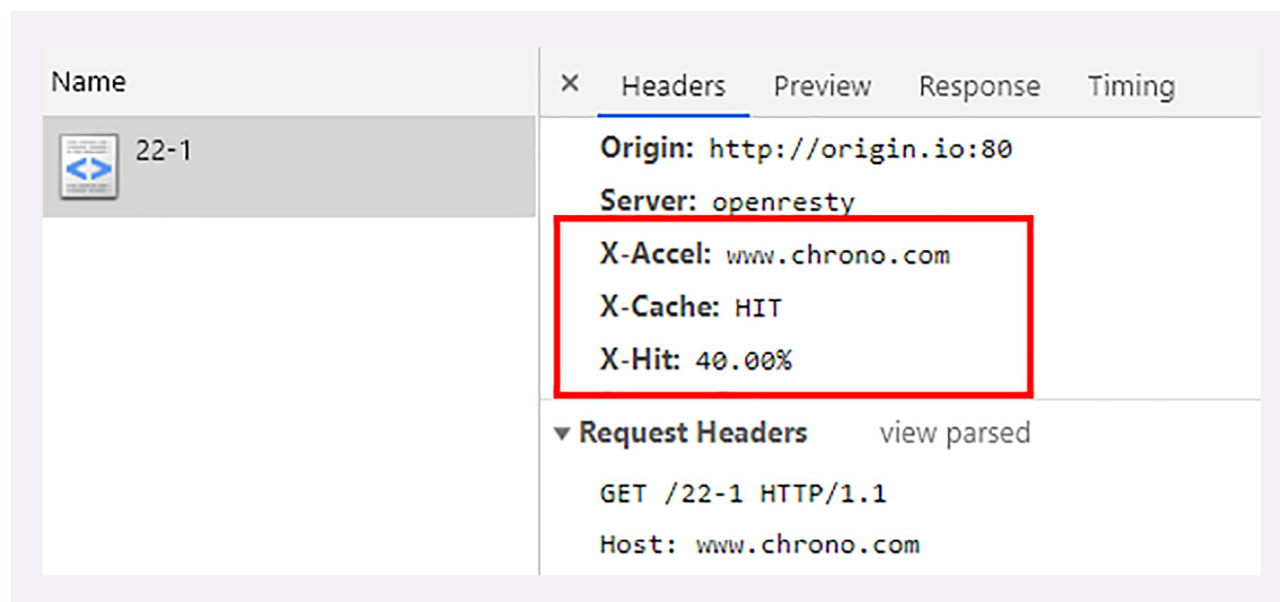 Name
22-1
× Headers Preview Response Timing
Origin: http://origin.io:80
Server: openresty
X-Accel: www.chrono.com
X-Cache: HIT
X-Hit: 40.00%
Request Headers view parsed
GET /22-1 HTTP/1.1
Host: www.chrono.com